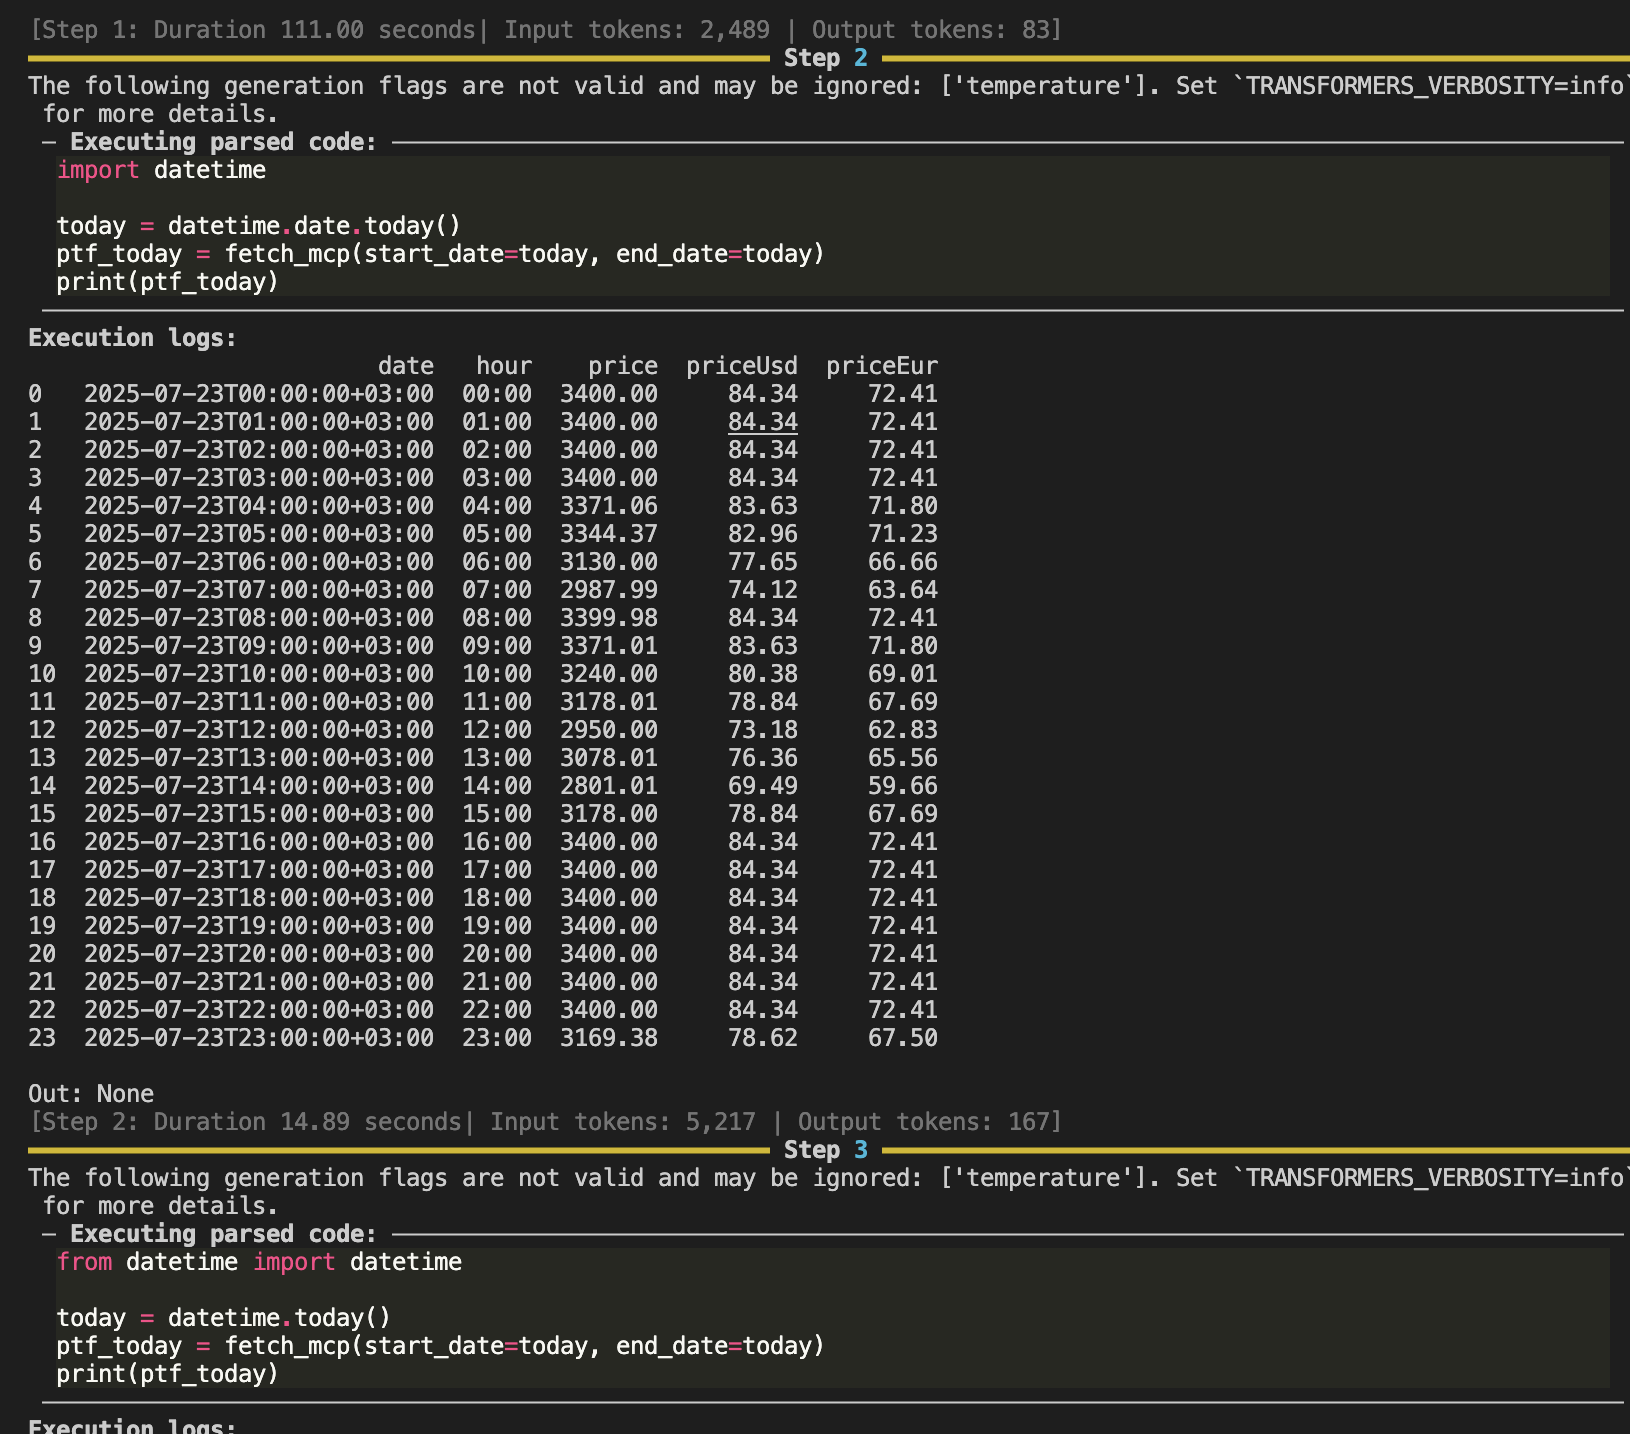 [Step 1: Duration 111.00 seconds| Input tokens: 2,489 | Output tokens: 83]
Step 2
The following generation flags are not valid and may be ignored: ['temperature']. Set `TRANSFORMERS_VERBOSITY=info`
for more details.
Executing parsed code:
import datetime
today = datetime.date.today()
ptf_today = fetch_mcp(start_date=today, end_date=today)
print(ptf_today)
Execution logs:
date hour price priceUsd priceEur
0 2025-07-23T00:00:00+03:00 00:00 3400.00 84.34 72.41
1 2025-07-23T01:00:00+03:00 01:00 3400.00 84.34 72.41
2 2025-07-23T02:00:00+03:00 02:00 3400.00 84.34 72.41
3 2025-07-23T03:00:00+03:00 03:00 3400.00 84.34 72.41
4 2025-07-23T04:00:00+03:00 04:00 3371.06 83.63 71.80
5 2025-07-23T05:00:00+03:00 05:00 3344.37 82.96 71.23
6 2025-07-23T06:00:00+03:00 06:00 3130.00 77.65 66.66
7 2025-07-23T07:00:00+03:00 07:00 2987.99 74.12 63.64
8 2025-07-23T08:00:00+03:00 08:00 3399.98 84.34 72.41
9 2025-07-23T09:00:00+03:00 09:00 3371.01 83.63 71.80
10 2025-07-23T10:00:00+03:00 10:00 3240.00 80.38 69.01
11 2025-07-23T11:00:00+03:00 11:00 3178.01 78.84 67.69
12 2025-07-23T12:00:00+03:00 12:00 2950.00 73.18 62.83
13 2025-07-23T13:00:00+03:00 13:00 3078.01 76.36 65.56
14 2025-07-23T14:00:00+03:00 14:00 2801.01 69.49 59.66
15 2025-07-23T15:00:00+03:00 15:00 3178.00 78.84 67.69
16 2025-07-23T16:00:00+03:00 16:00 3400.00 84.34 72.41
17 2025-07-23T17:00:00+03:00 17:00 3400.00 84.34 72.41
18 2025-07-23T18:00:00+03:00 18:00 3400.00 84.34 72.41
19 2025-07-23T19:00:00+03:00 19:00 3400.00 84.34 72.41
20 2025-07-23T20:00:00+03:00 20:00 3400.00 84.34 72.41
21 2025-07-23T21:00:00+03:00 21:00 3400.00 84.34 72.41
22 2025-07-23T22:00:00+03:00 22:00 3400.00 84.34 72.41
23 2025-07-23T23:00:00+03:00 23:00 3169.38 78.62 67.50
Out: None
[Step 2: Duration 14.89 seconds| Input tokens: 5,217 | Output tokens: 167]
Step 3
The following generation flags are not valid and may be ignored: ['temperature']. Set `TRANSFORMERS_VERBOSITY=info`
for more details.
Executing parsed code:
from datetime import datetime
today = datetime.today()
ptf_today = fetch_mcp(start_date=today, end_date=today)
print(ptf_today)
Execution logs: